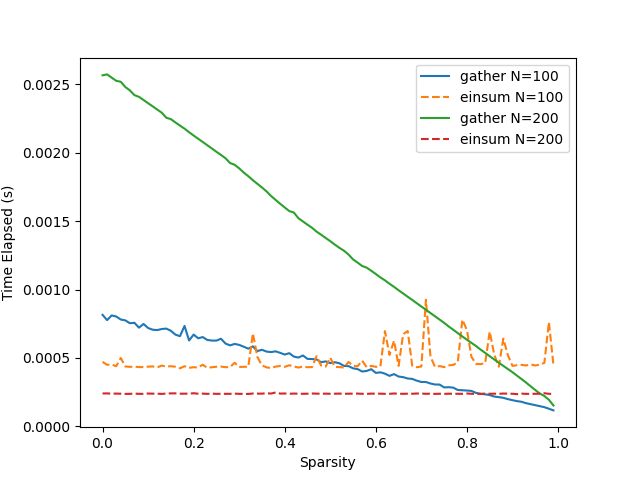 gather N=100
einsum N=100
gather N=200
einsum N=200
0.0025
0.0020
0.0015
0.0010
0.0005
0.0000
Time Elapsed (s)
0.0 0.2 0.4 0.6 0.8 1.0
Sparsity